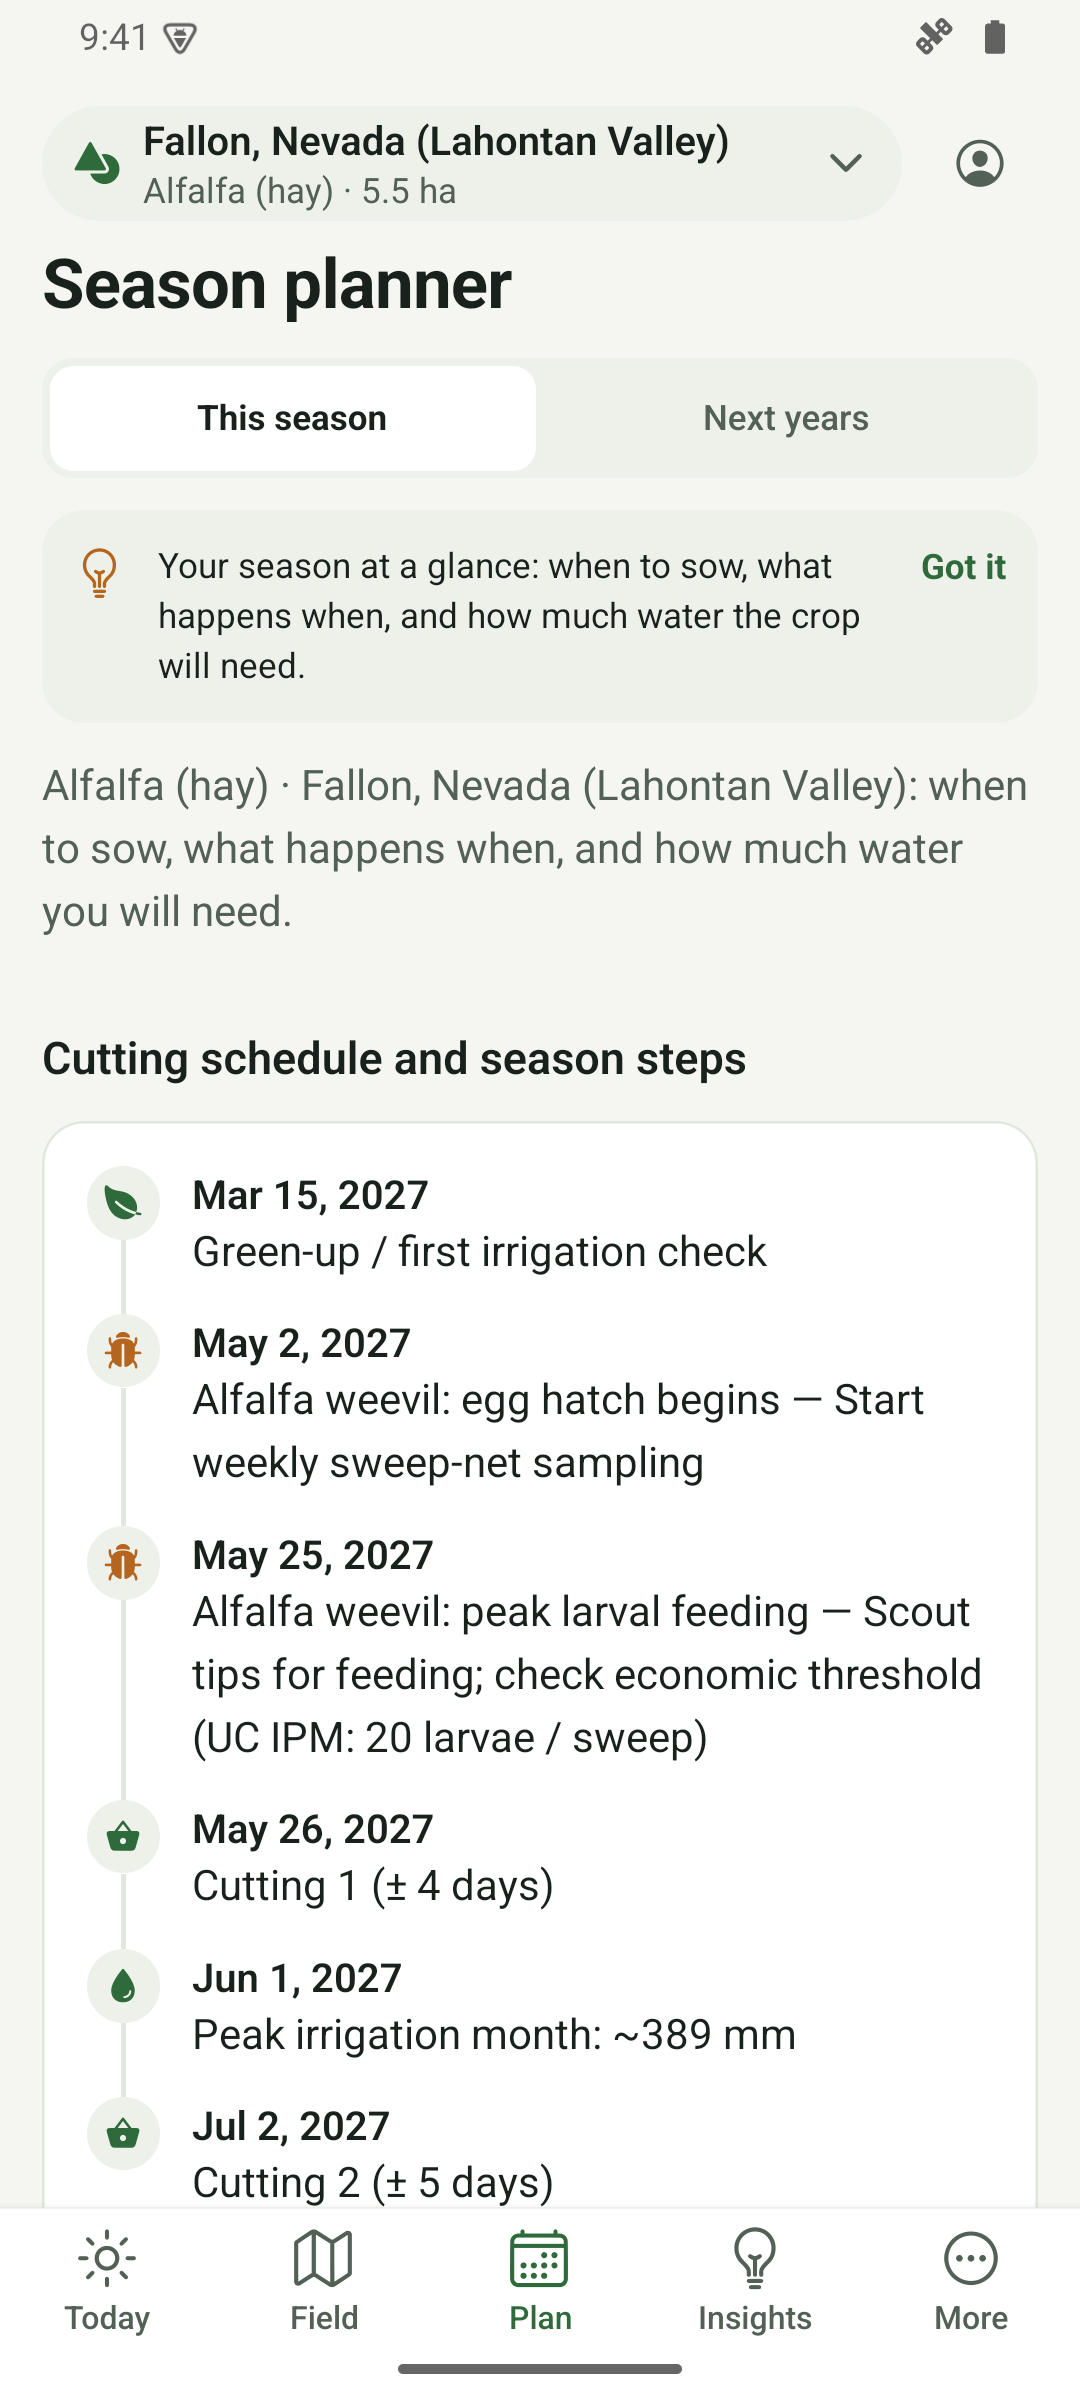 9:41
Fallon, Nevada (Lahontan Valley)
Alfalfa (hay) · 5.5 ha
Season planner
This season
Next years
Your season at a glance: when to sow, what
happens when, and how much water the crop
will need.
Got it
Alfalfa (hay) · Fallon, Nevada (Lahontan Valley): when
to sow, what happens when, and how much water
you will need.
Cutting schedule and season steps
Mar 15, 2027
Green-up / first irrigation check
May 2, 2027
Alfalfa weevil: egg hatch begins — Start
weekly sweep-net sampling
May 25, 2027
Alfalfa weevil: peak larval feeding — Scout
tips for feeding; check economic threshold
(UC IPM: 20 larvae / sweep)
May 26, 2027
Cutting 1 (± 4 days)
Jun 1, 2027
Peak irrigation month: ~389 mm
Jul 2, 2027
Cutting 2 (± 5 days)
Today
Field
Plan
Insights
More